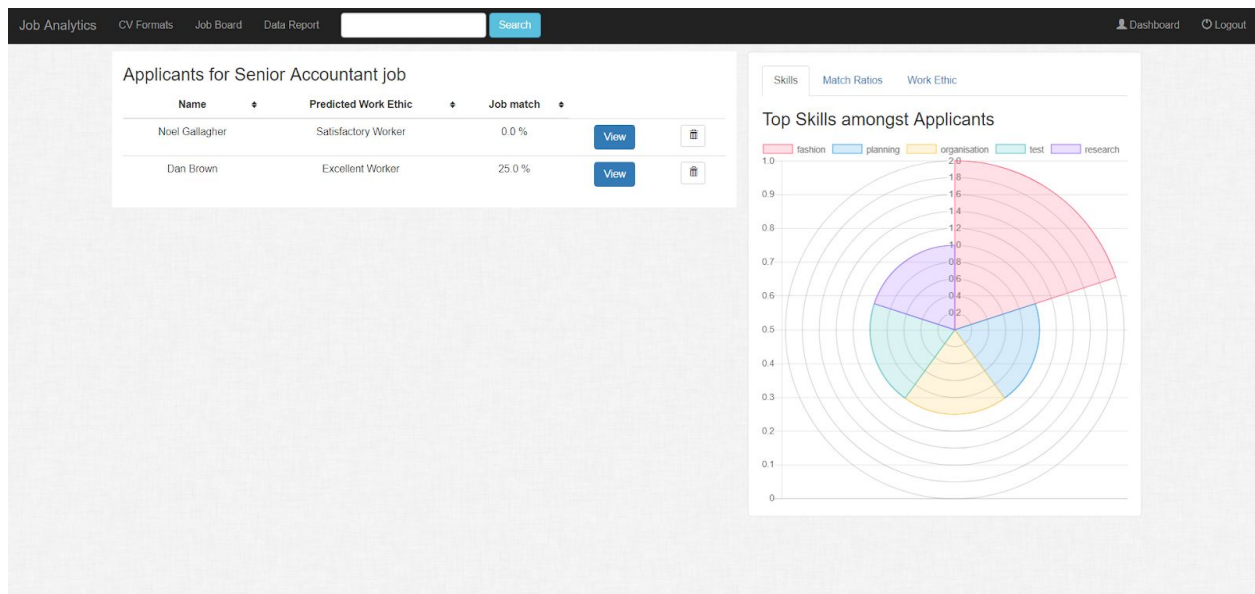 Job Analytics CV Formats Job Board Data Report Search Dashboard Logout
Applicants for Senior Accountant job
Name Predicted Work Ethic Job match
Noel Gallagher Satisfactory Worker 0.0 % View
Dan Brown Excellent Worker 25.0 % View
Skills Match Ratios Work Ethic
Top Skills amongst Applicants
fashion planning organisation test research
1.0
0.9
0.8
0.7
0.6
0.5
0.4
0.3
0.2
0.1
0
2.0
1.8
1.6
1.4
1.2
1.0
0.8
0.6
0.4
0.2